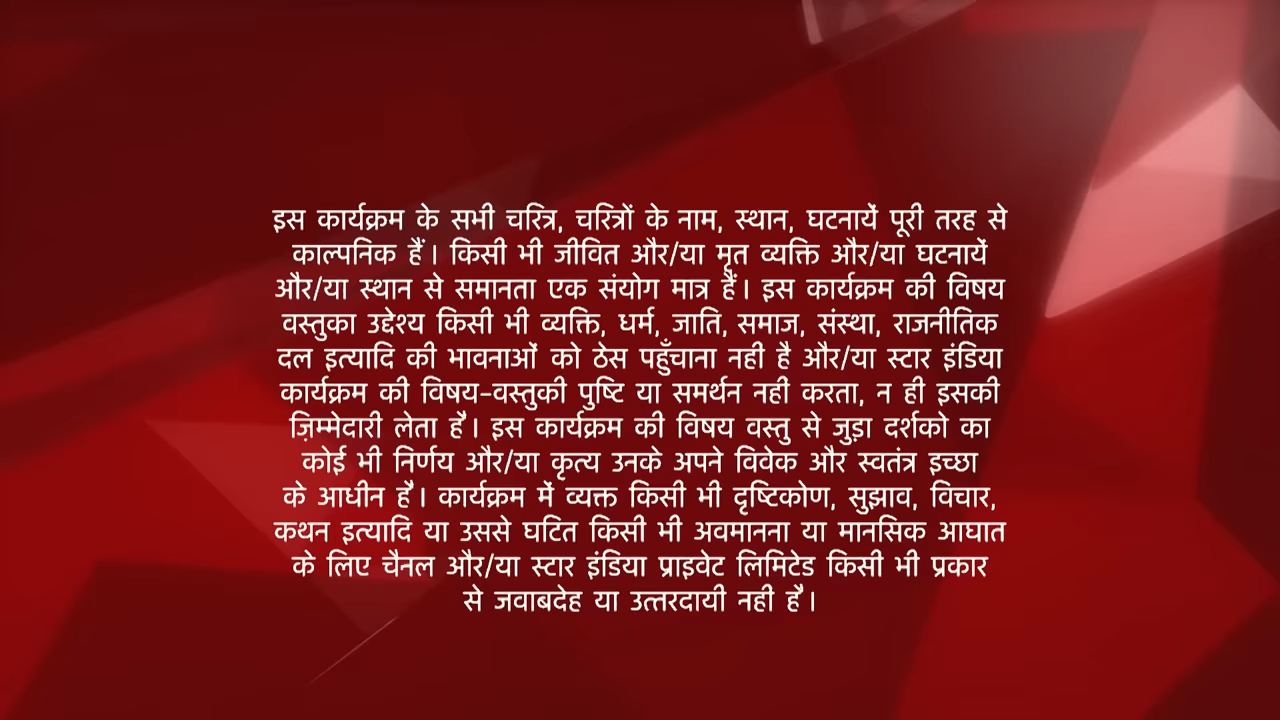 इस कार्यक्रम के सभी चरित्र, चरित्रों के नाम, स्थान, घटनायें पूरी तरह से
काल्पनिक हैं। किसी भी जीवित और/या मृत व्यक्ति और/या घटनायें
और/या स्थान से समानता एक संयोग मात्र हैं। इस कार्यक्रम की विषय
वस्तुका उद्देश्य किसी भी व्यक्ति, धर्म, जाति, समाज, संस्था, राजनीतिक
दल इत्यादि की भावनाओं को ठेस पहुँचाना नही है और/या स्टार इंडिया
कार्यक्रम की विषय-वस्तुकी पुष्टि या समर्थन नही करता, न ही इसकी
ज़िम्मेदारी लेता हैं। इस कार्यक्रम की विषय वस्तु से जुड़ा दर्शको का
कोई भी निर्णय और/या कृत्य उनके अपने विवेक और स्वतंत्र इच्छा
के आधीन हैं। कार्यक्रम में व्यक्त किसी भी दृष्टिकोण, सुझाव, विचार,
कथन इत्यादि या उससे घटित किसी भी अवमानना या मानसिक आघात
के लिए चैनल और/या स्टार इंडिया प्राइवेट लिमिटेड किसी भी प्रकार
से जवाबदेह या उत्तरदायी नही हैं।